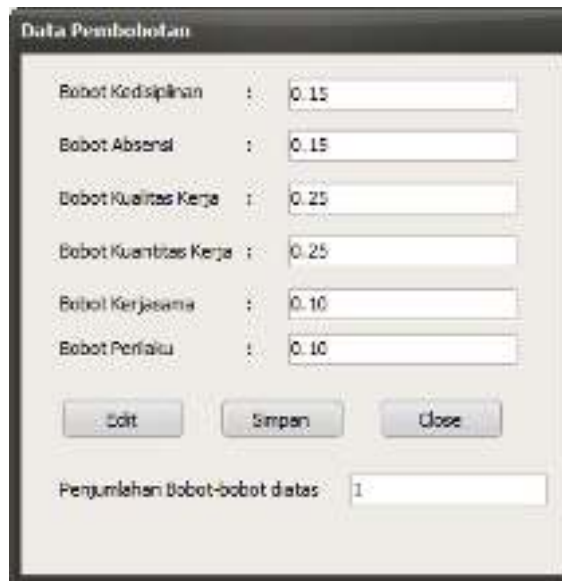 Data Pembobotan
Bobot Kedisiplinan : 0.15
Bobot Absensi : 0.15
Bobot Kualitas Kerja : 0.25
Bobot Kuantitas Kerja : 0.25
Bobot Kerjasama : 0.10
Bobot Perilaku : 0.10
Edit Simpan Close
Penjumlahan Bobot-bobot diatas 1